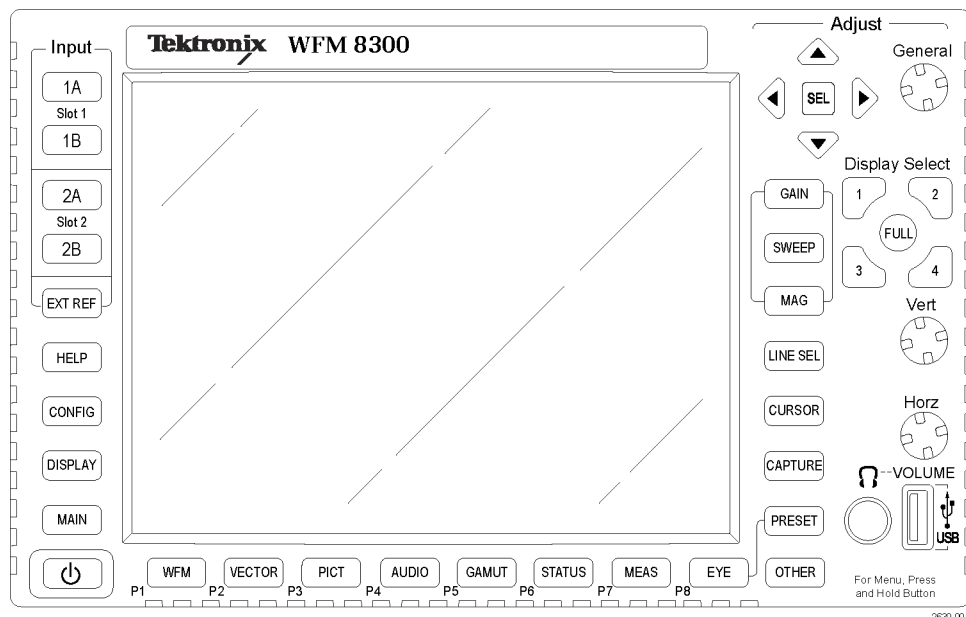 Tektronix WFM 8300
Input
1A
Slot 1
1B
2A
Slot 2
2B
EXT REF
HELP
CONFIG
DISPLAY
MAIN
Adjust
General
SEL
Display Select
1
2
FULL
3
4
GAIN
SWEEP
MAG
LINE SEL
CURSOR
CAPTURE
PRESET
OTHER
Vert
Horz
VOLUME
USB
For Menu, Press
and Hold Button
WFM
VECTOR
PICT
AUDIO
GAMUT
STATUS
MEAS
EYE
P1
P2
P3
P4
P5
P6
P7
P8